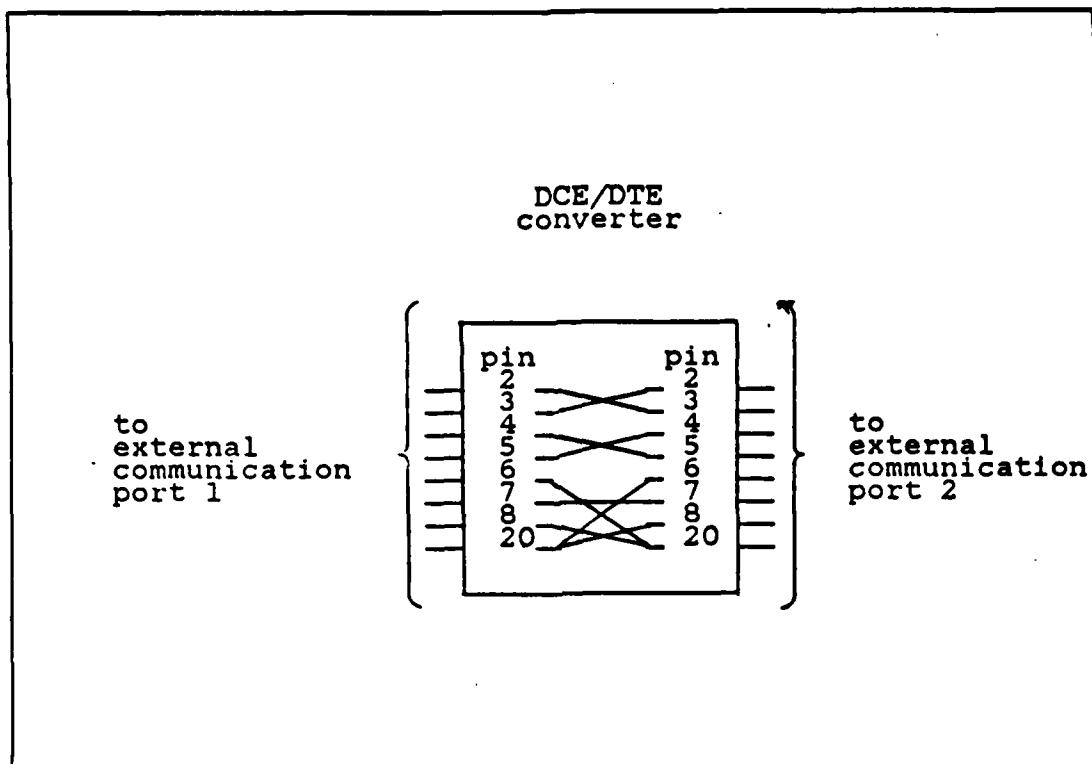 DCE/DTE
converter
pin
2
3
4
5
6
7
8
20
pin
2
3
4
5
6
7
8
20
to
external
communication
port 1
to
external
communication
port 2